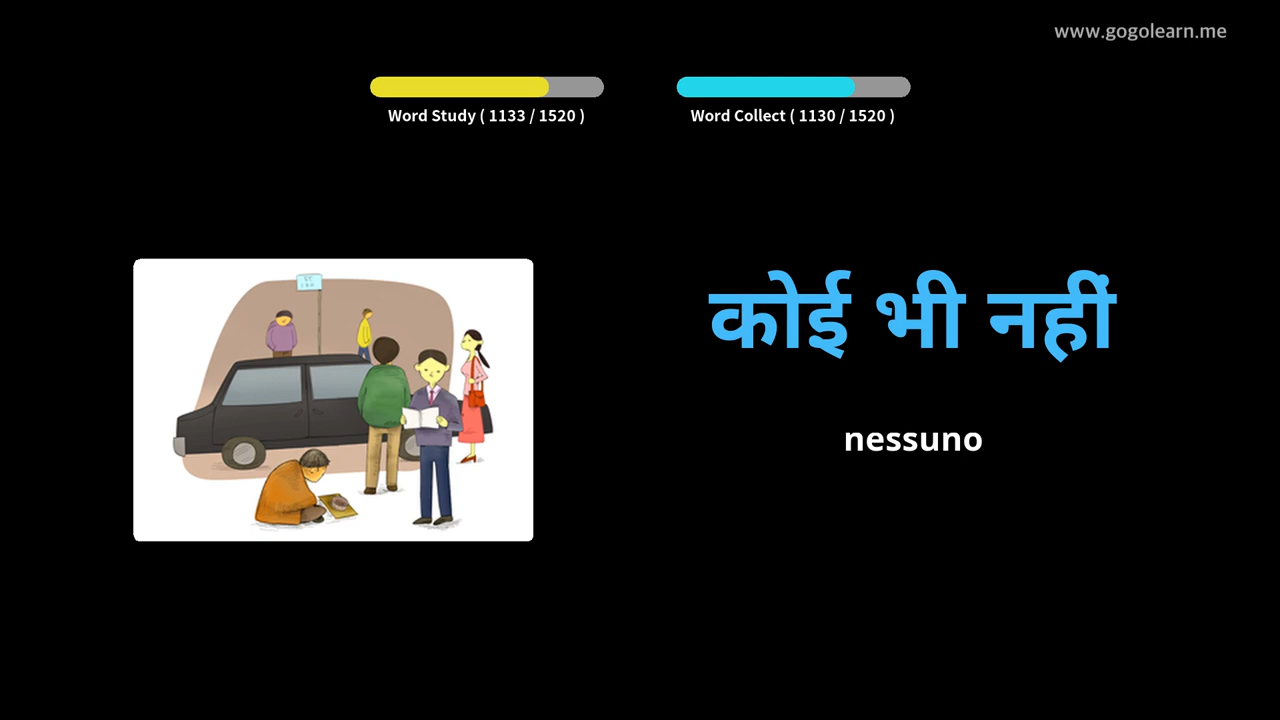 www.gogolearn.me
Word Study ( 1133 / 1520 )
Word Collect ( 1130 / 1520 )
कोई भी नहीं
nessuno